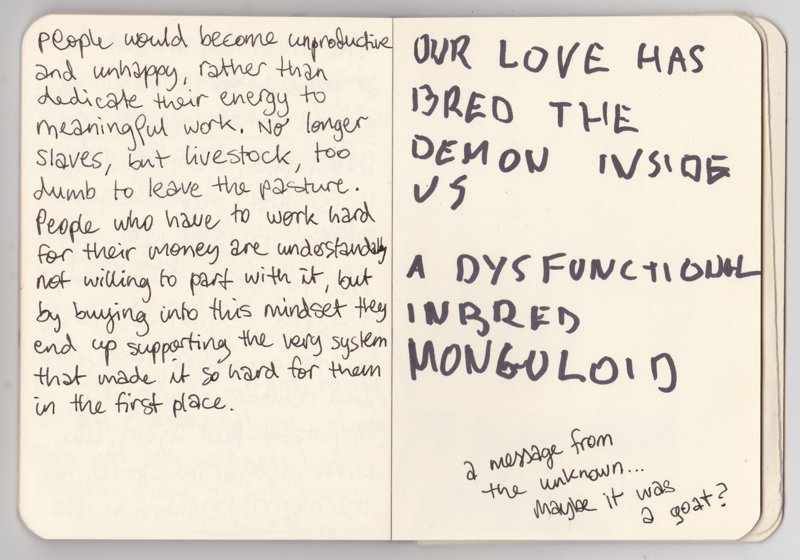 people would become unproductive
and unhappy, rather than
dedicate their energy to
meaningful work. No longer
slaves, but livestock, too
dumb to leave the pasture.
People who have to work hard
for their money are understandably
not willing to part with it, but
by buying into this mindset they
end up supporting the very system
that made it so hard for them
in the first place.
OUR LOVE HAS
BRED THE
DEMON INSIDE
US
A DYSFUNCTIONAL
INBRED
MONGULOID
a message from
the unknown...
maybe it was
a goat?